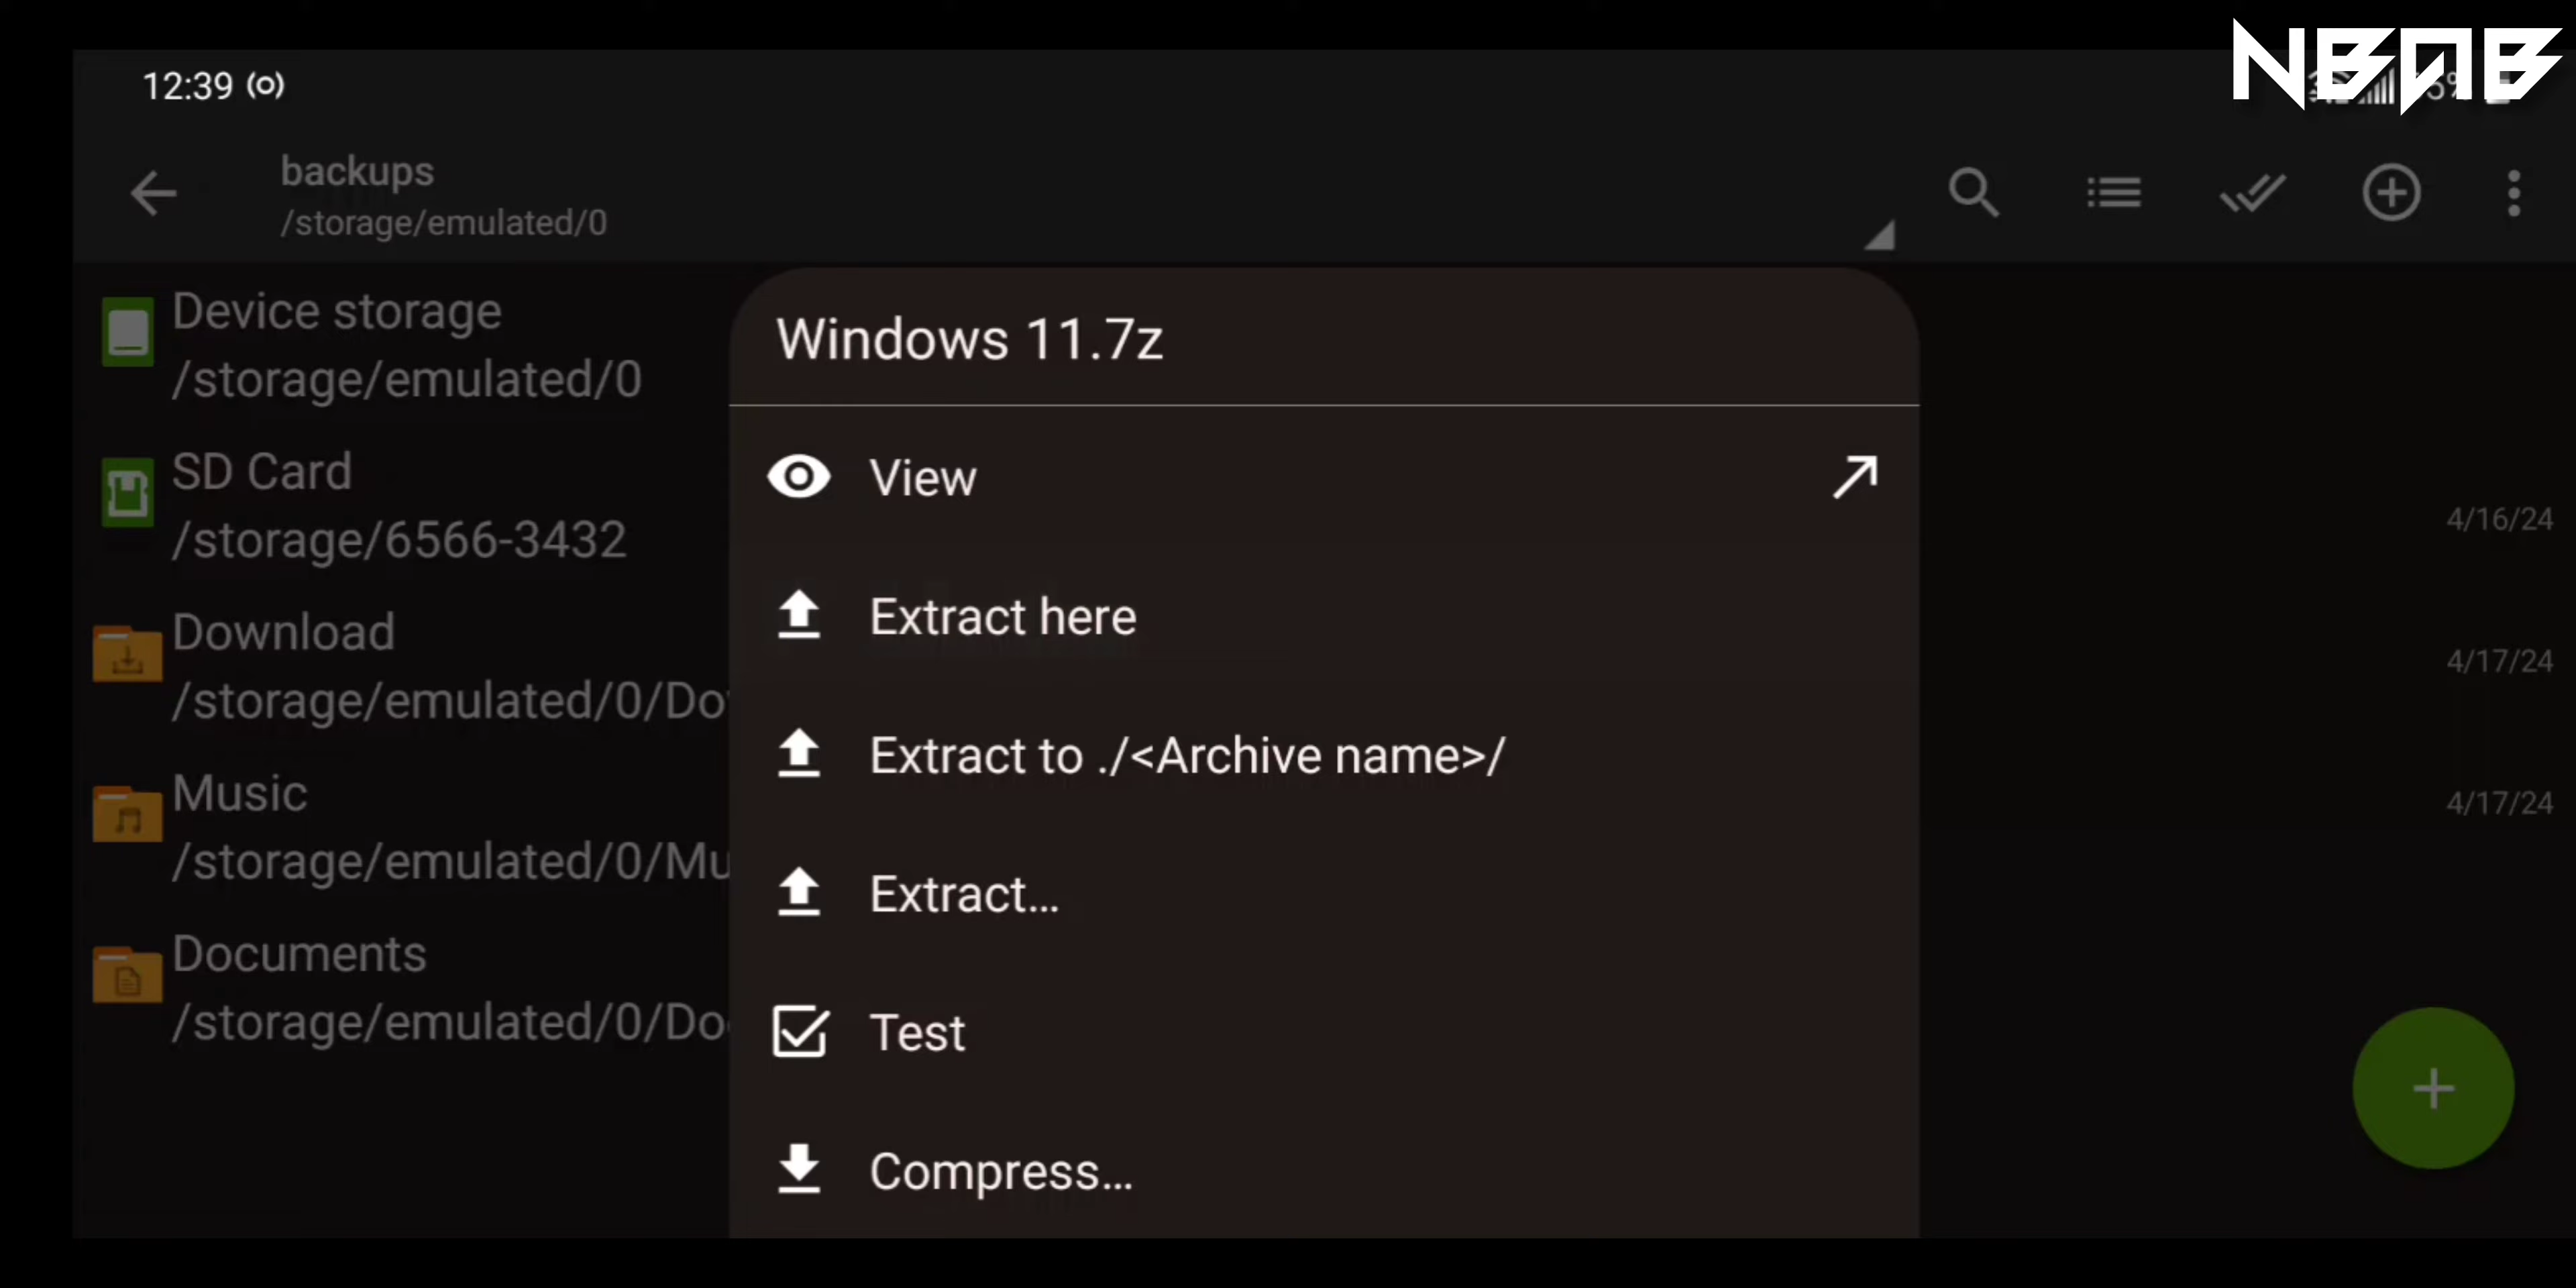 NBAB
12:39
backups
/storage/emulated/0
Device storage
/storage/emulated/0
SD Card
/storage/6566-3432
Download
/storage/emulated/0/Do
Music
/storage/emulated/0/Mu
Documents
/storage/emulated/0/Do
Windows 11.7z
View
Extract here
Extract to ./<Archive name>/
Extract...
Test
Compress...
4/16/24
4/17/24
4/17/24